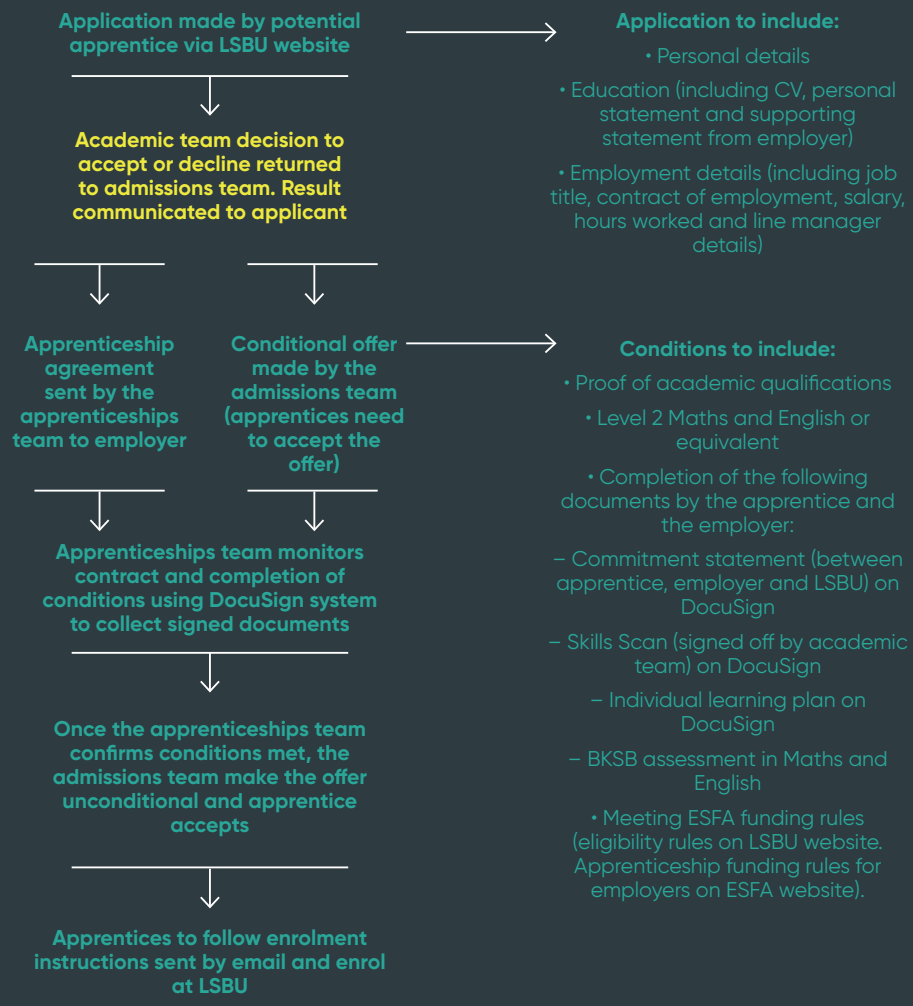 Application made by potential
apprentice via LSBU website
Application to include:
• Personal details
• Education (including CV, personal
statement and supporting
statement from employer)
• Employment details (including job
title, contract of employment, salary,
hours worked and line manager
details)
Academic team decision to
accept or decline returned
to admissions team. Result
communicated to applicant
Apprenticeship
agreement
sent by the
apprenticeships
team to employer
Conditional offer
made by the
admissions team
(apprentices need
to accept the
offer)
Conditions to include:
• Proof of academic qualifications
• Level 2 Maths and English or
equivalent
• Completion of the following
documents by the apprentice and
the employer:
– Commitment statement (between
apprentice, employer and LSBU) on
DocuSign
– Skills Scan (signed off by academic
team) on DocuSign
– Individual learning plan on
DocuSign
– BKSB assessment in Maths and
English
• Meeting ESFA funding rules
(eligibility rules on LSBU website.
Apprenticeship funding rules for
employers on ESFA website).
Apprenticeships team monitors
contract and completion of
conditions using DocuSign system
to collect signed documents
Once the apprenticeships team
confirms conditions met, the
admissions team make the offer
unconditional and apprentice
accepts
Apprentices to follow enrolment
instructions sent by email and enrol
at LSBU